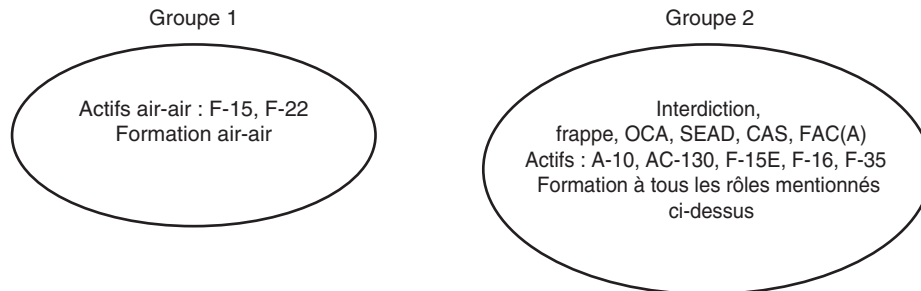 Groupe 1
Actifs air-air : F-15, F-22
Formation air-air
Groupe 2
Interdiction,
frappe, OCA, SEAD, CAS, FAC(A)
Actifs : A-10, AC-130, F-15E, F-16, F-35
Formation à tous les rôles mentionnés
ci-dessus